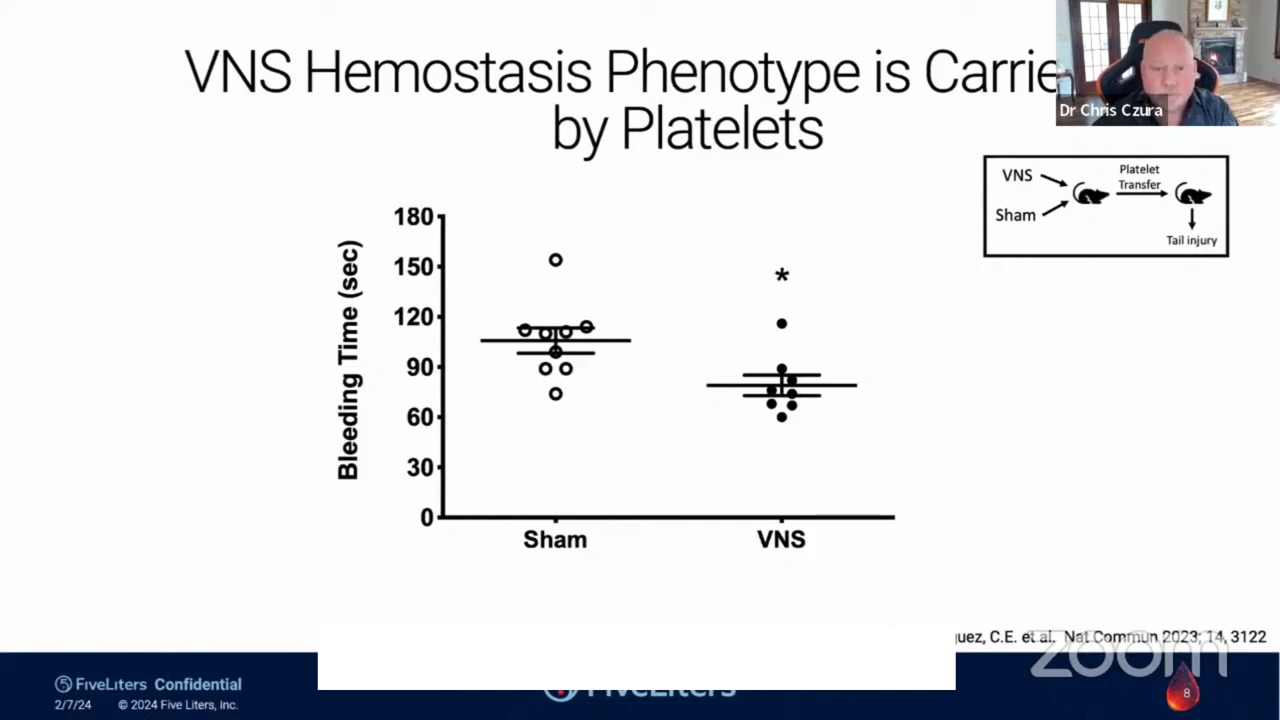 VNS Hemostasis Phenotype is Carrie
by Platelets
Dr Chris Czura
VNS
Sham
Platelet
Transfer
Tail injury
180
150
120
90
60
30
0
Bleeding Time (sec)
*
Sham
VNS
guez, C.E. et al. Nat Commun 2023; 14, 3122
zoom
FiveLiters Confidential
2/7/24 © 2024 Five Liters, Inc.
FiveLiters
8